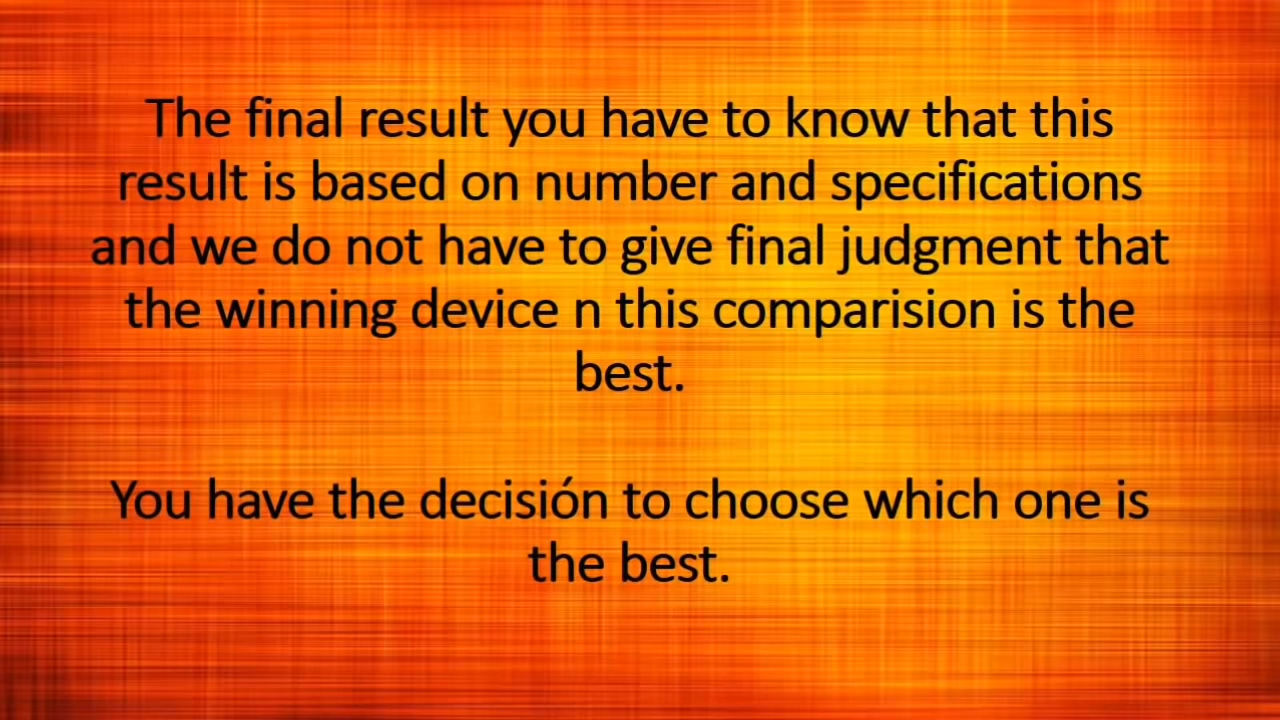 The final result you have to know that this
result is based on number and specifications
and we do not have to give final judgment that
the winning device n this comparision is the
best.
You have the decisión to choose which one is
the best.